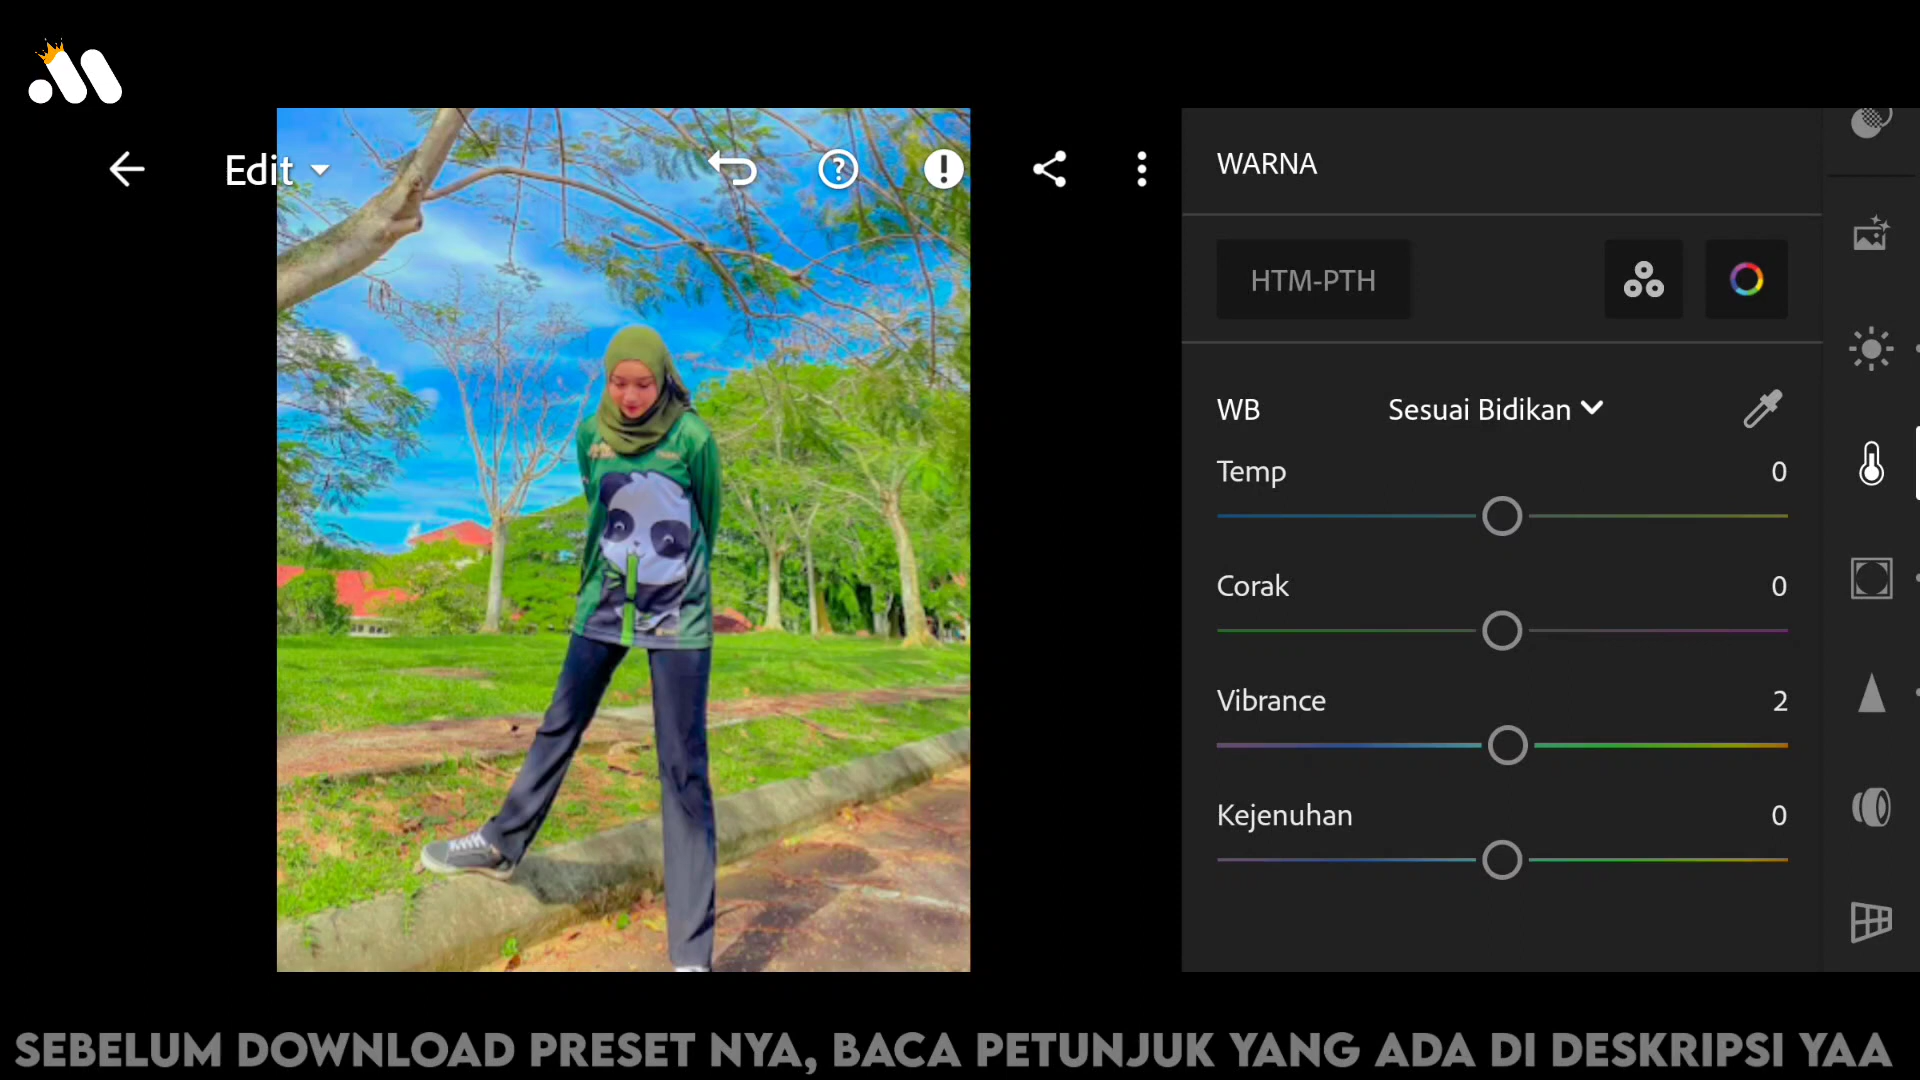 Edit
WARNA
HTM-PTH
WB
Sesuai Bidikan
Temp
0
Corak
0
Vibrance
2
Kejenuhan
0
SEBELUM DOWNLOAD PRESET NYA, BACA PETUNJUK YANG ADA DI DESKRIPSI YAA